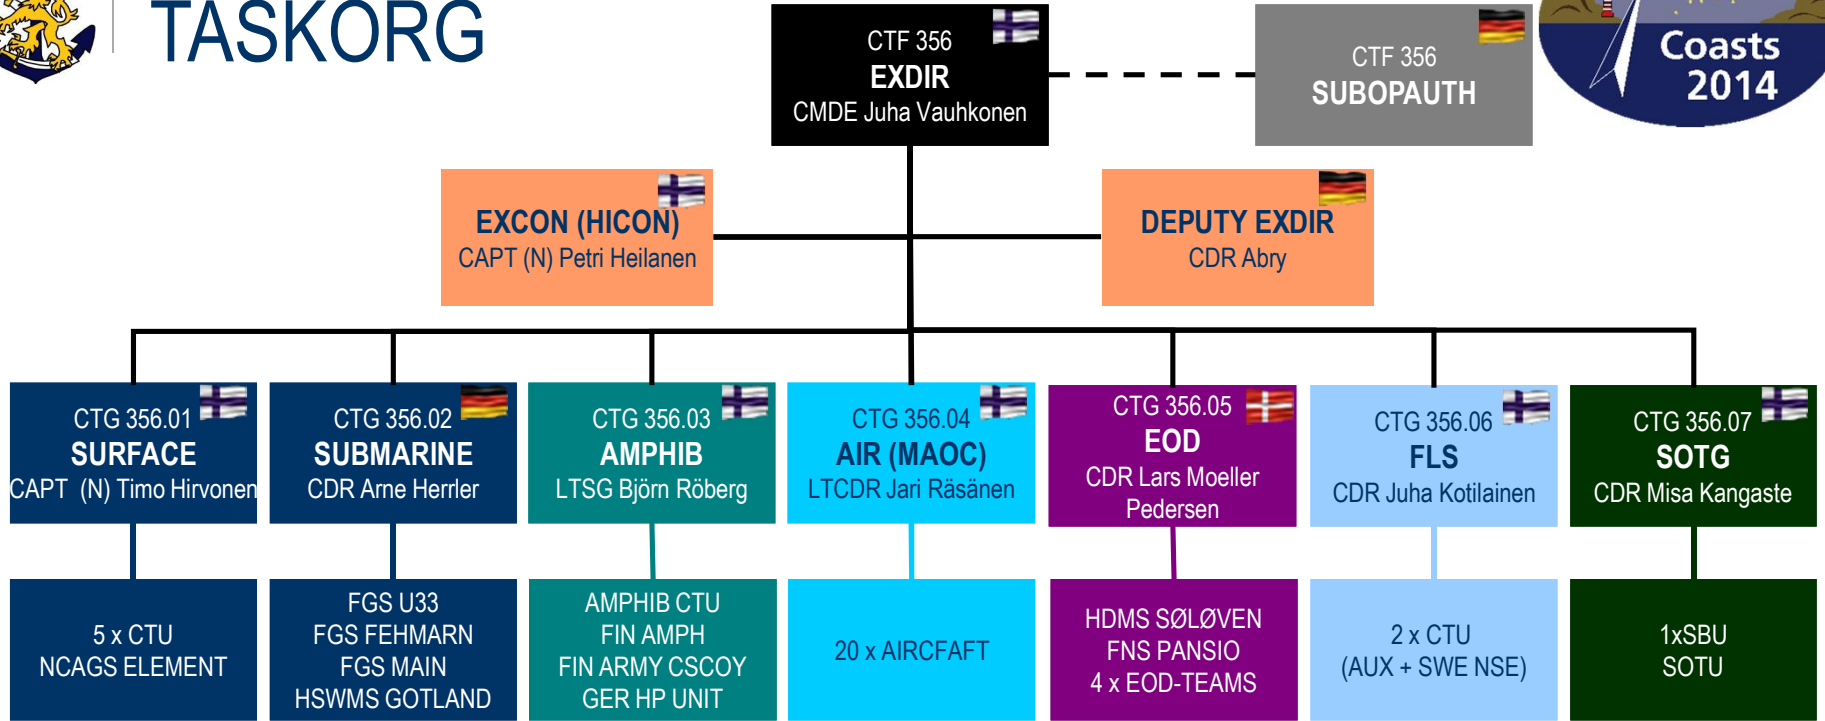 TASKORG
CTF 356
EXDIR
CMDE Juha Vauhkonen
CTF 356
SUBOPAUTH
Coasts
2014
EXCON (HICON)
CAPT (N) Petri Heilanen
DEPUTY EXDIR
CDR Abry
CTG 356.01
SURFACE
CAPT (N) Timo Hirvonen
CTG 356.02
SUBMARINE
CDR Arne Herrler
CTG 356.03
AMPHIB
LTSG Björn Röberg
CTG 356.04
AIR (MAOC)
LTCDR Jari Räsänen
CTG 356.05
EOD
CDR Lars Moeller
Pedersen
CTG 356.06
FLS
CDR Juha Kotilainen
CTG 356.07
SOTG
CDR Misa Kangaste
5 x CTU
NCAGS ELEMENT
FGS U33
FGS FEHMARN
FGS MAIN
HSWMS GOTLAND
AMPHIB CTU
FIN AMPH
FIN ARMY CSCOY
GER HP UNIT
20 x AIRCFAFT
HDMS SØLØVEN
FNS PANSIO
4 x EOD-TEAMS
2 x CTU
(AUX + SWE NSE)
1xSBU
SOTU